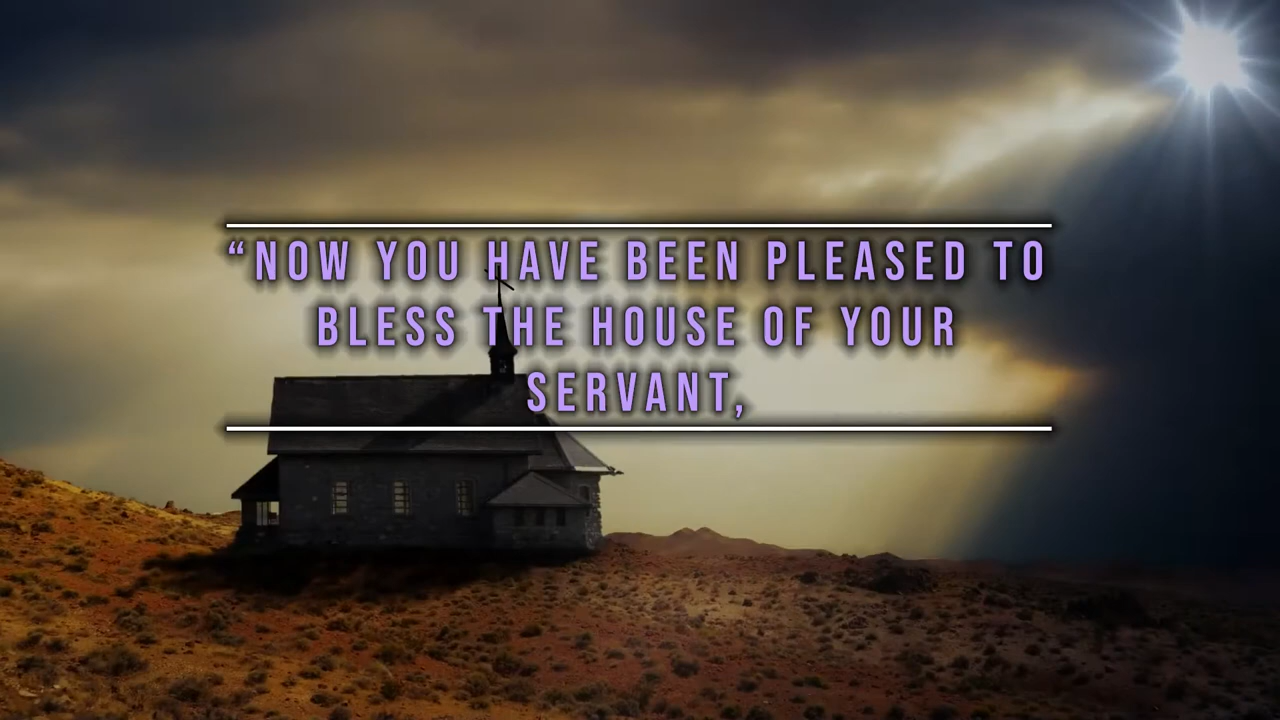 “NOW YOU HAVE BEEN PLEASED TO
BLESS THE HOUSE OF YOUR
SERVANT,